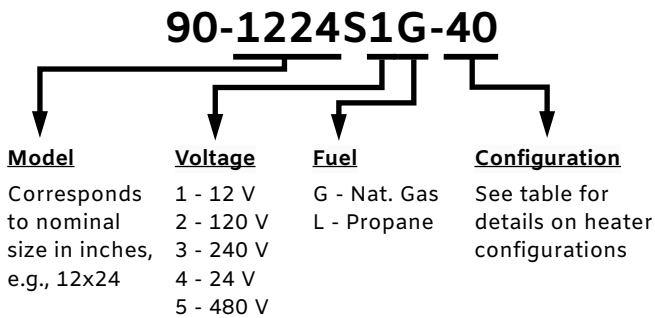 90-1224S1G-40
Model
Corresponds
to nominal
size in inches,
e.g., 12x24
Voltage
1 - 12 V
2 - 120 V
3 - 240 V
4 - 24 V
5 - 480 V
Fuel
G - Nat. Gas
L - Propane
Configuration
See table for
details on heater
configurations